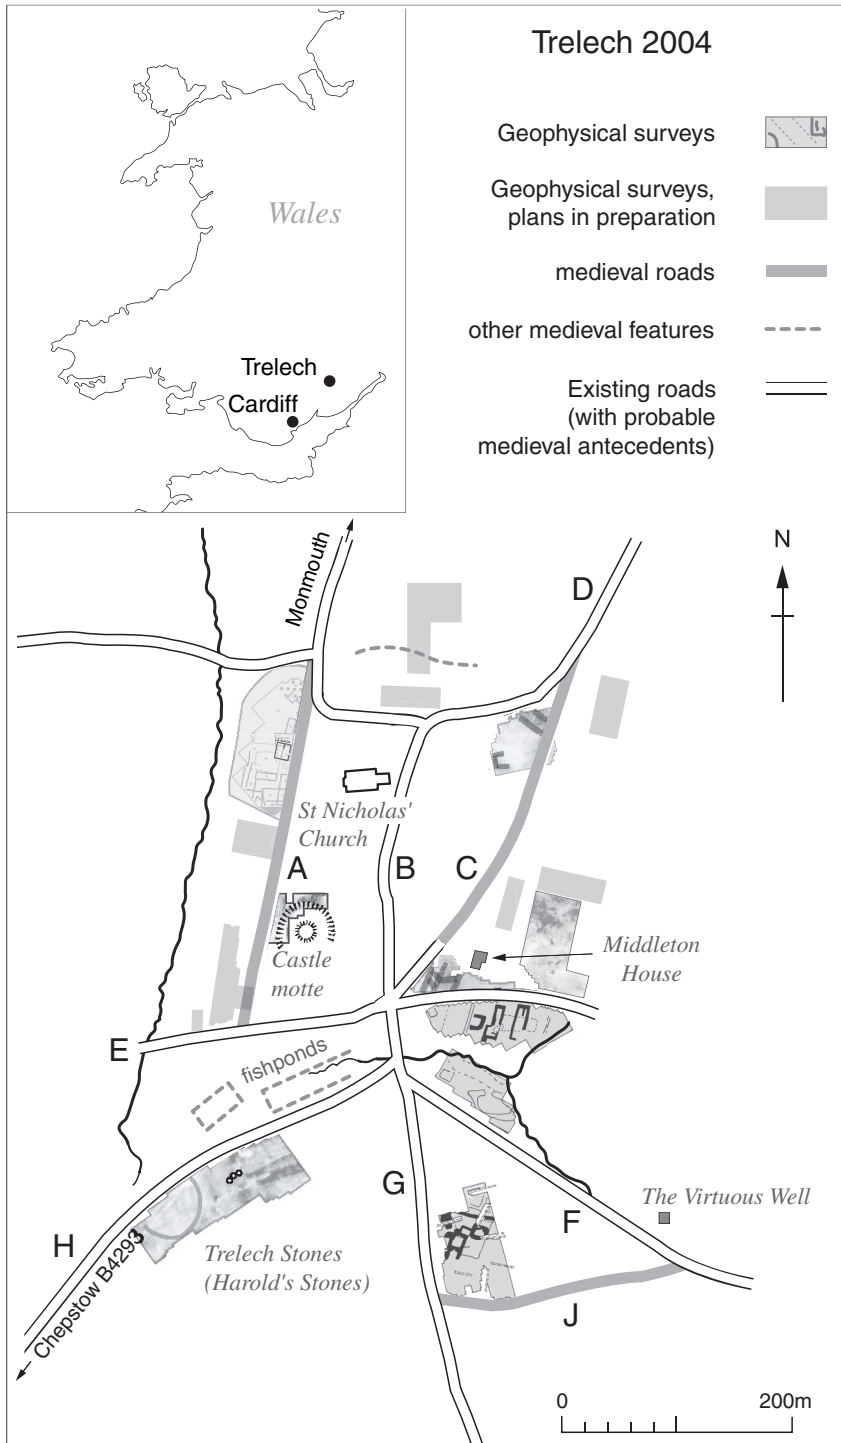 Trelech 2004
Geophysical surveys
Geophysical surveys,
plans in preparation
medieval roads
other medieval features
Existing roads
(with probable
medieval antecedents)
Wales
Trelech
Cardiff
N
Monmouth
D
St Nicholas'
Church
A
B
C
Castle
motte
Middleton
House
E
fishponds
G
F
The Virtuous Well
H
Chepstow B4293
Trelech Stones
(Harold's Stones)
J
0
200m